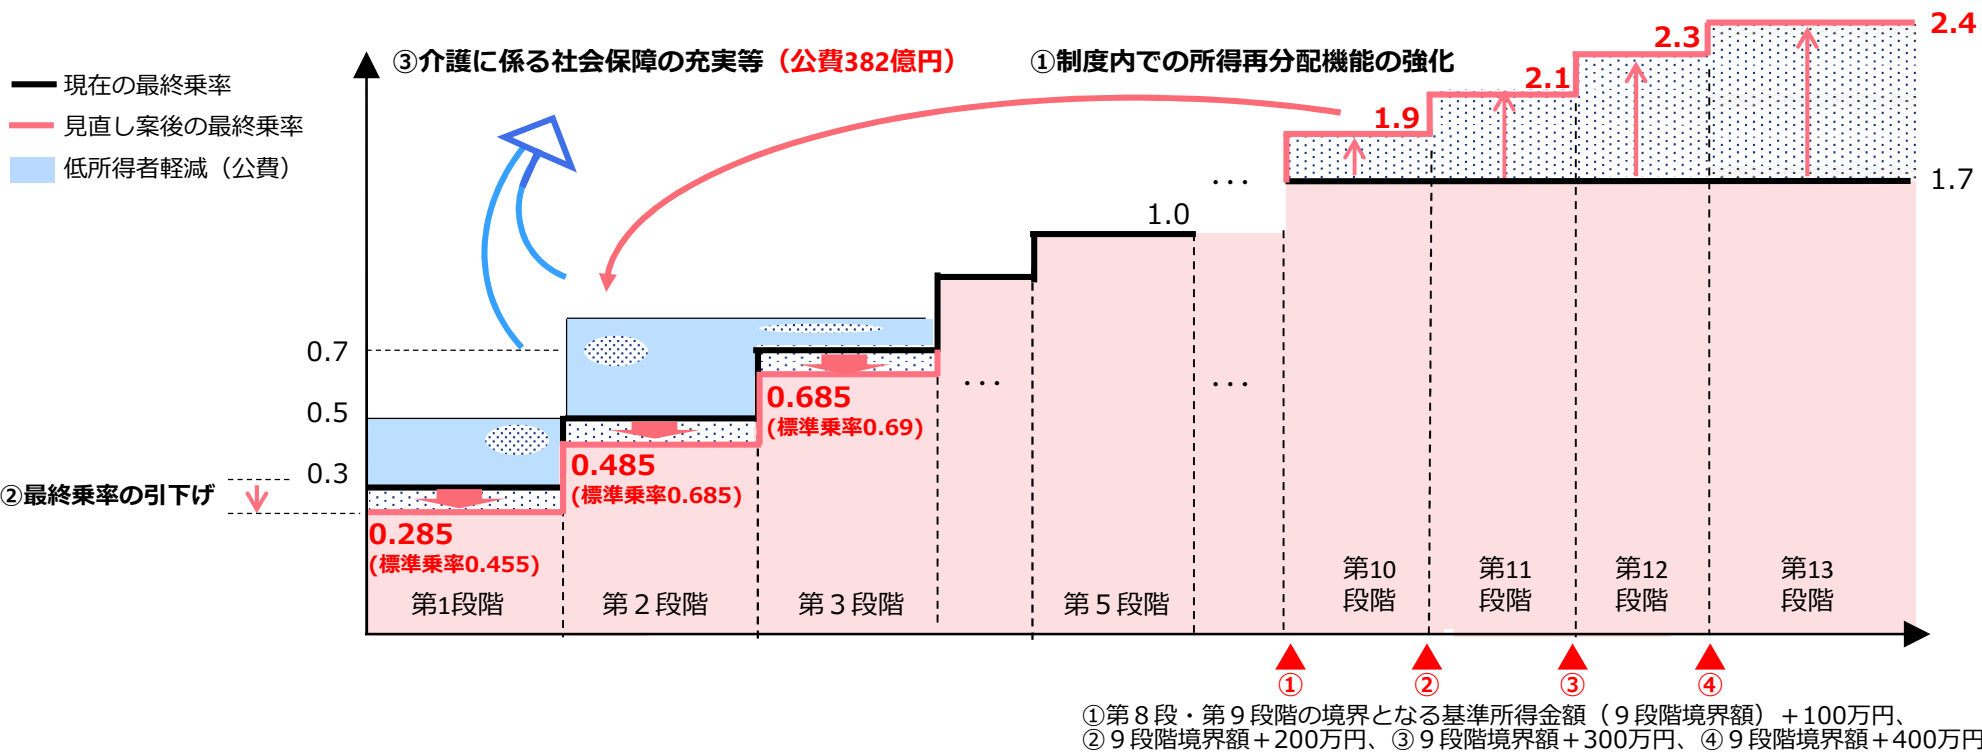 ③介護に係る社会保障の充実等（公費382億円）
①制度内での所得再分配機能の強化
現在の最終乗率
見直し案後の最終乗率
低所得者軽減（公費）
1.9
2.1
2.3
2.4
1.7
…
1.0
0.7
0.5
0.3
②最終乗率の引下げ
0.285
(標準乗率0.455)
0.485
(標準乗率0.685)
0.685
(標準乗率0.69)
…
…
第1段階
第２段階
第３段階
第５段階
第10
段階
第11
段階
第12
段階
第13
段階
①
②
③
④
①第８段・第９段階の境界となる基準所得金額（９段階境界額）＋100万円、
②９段階境界額＋200万円、③９段階境界額＋300万円、④９段階境界額＋400万円